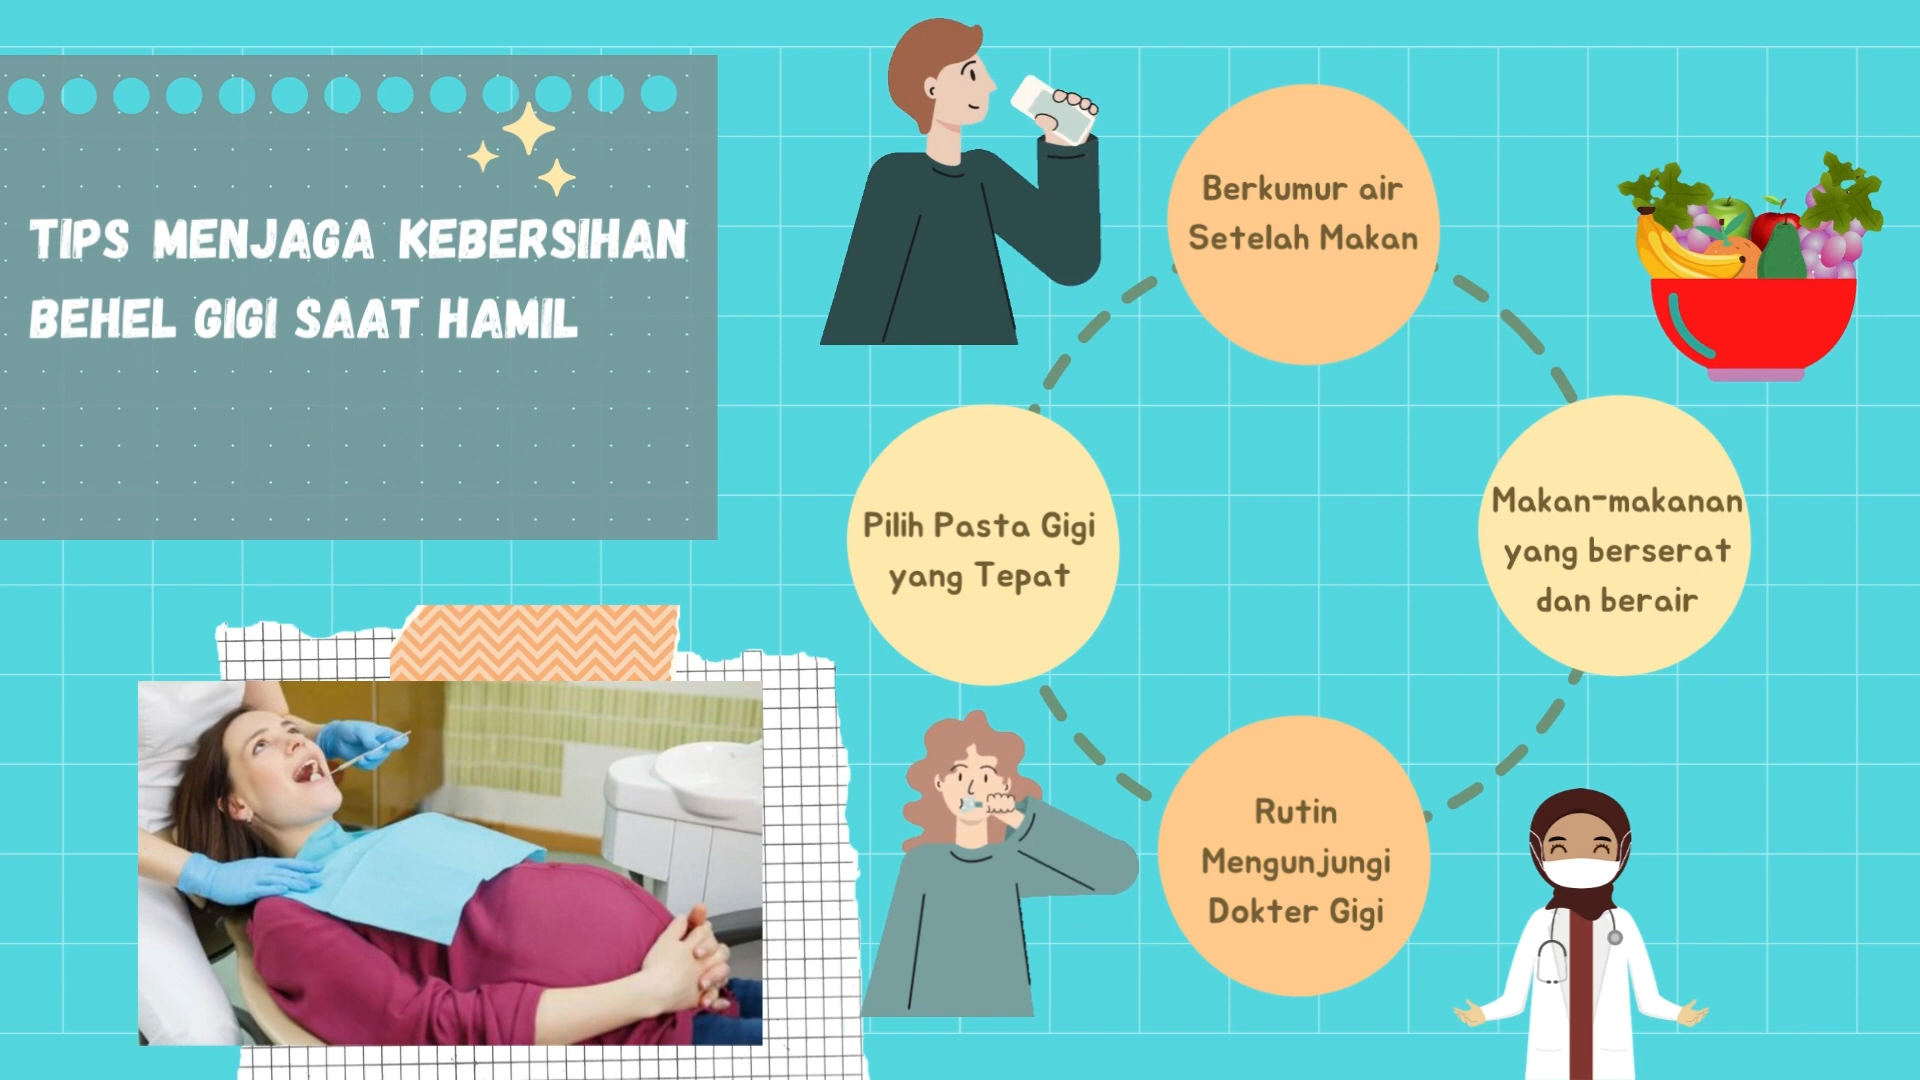 TIPS MENJAGA KEBERSIHAN
BEHEL GIGI SAAT HAMIL
Berkumur air
Setelah Makan
Makan-makanan
yang berserat
dan berair
Rutin
Mengunjungi
Dokter Gigi
Pilih Pasta Gigi
yang Tepat